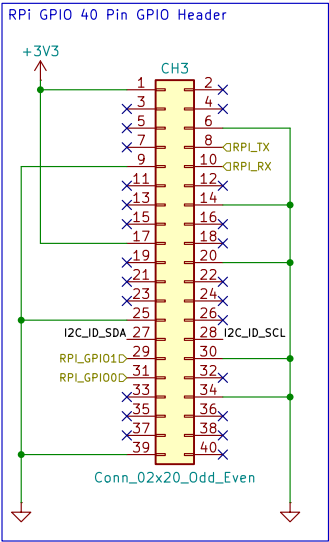 RPi GPIO 40 Pin GPIO Header
+3V3
CH3
1 2
3 4
5 6
7 8 RPI_TX
9 10 RPI_RX
11 12
13 14
15 16
17 18
19 20
21 22
23 24
25 26
I2C_ID_SDA 27 28 I2C_ID_SCL
RPI_GPIO1 29 30
RPI_GPIO0 31 32
33 34
35 36
37 38
39 40
Conn_02x20_Odd_Even